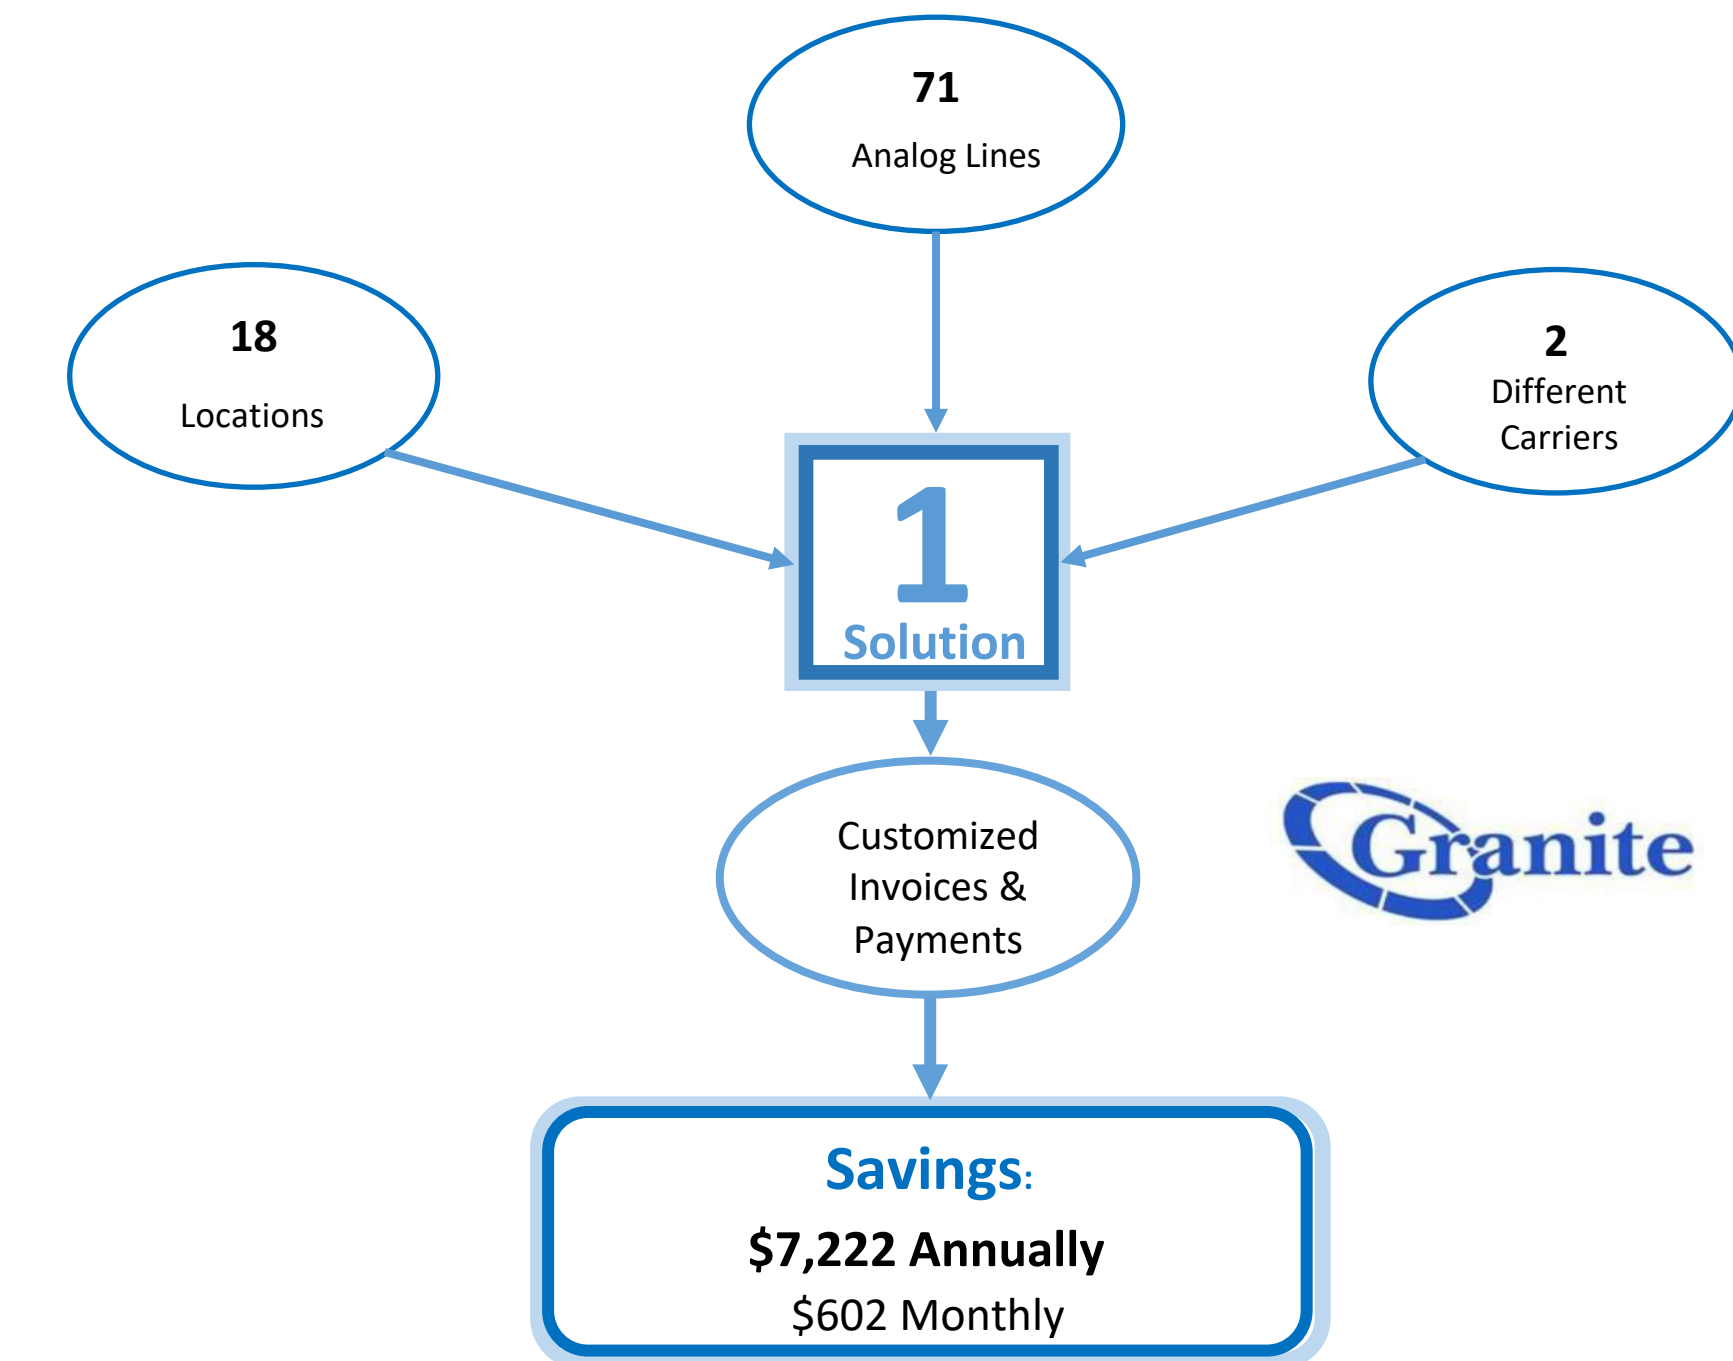 71
Analog Lines
18
Locations
2
Different
Carriers
1
Solution
Customized
Invoices &
Payments
Granite
Savings:
$7,222 Annually
$602 Monthly